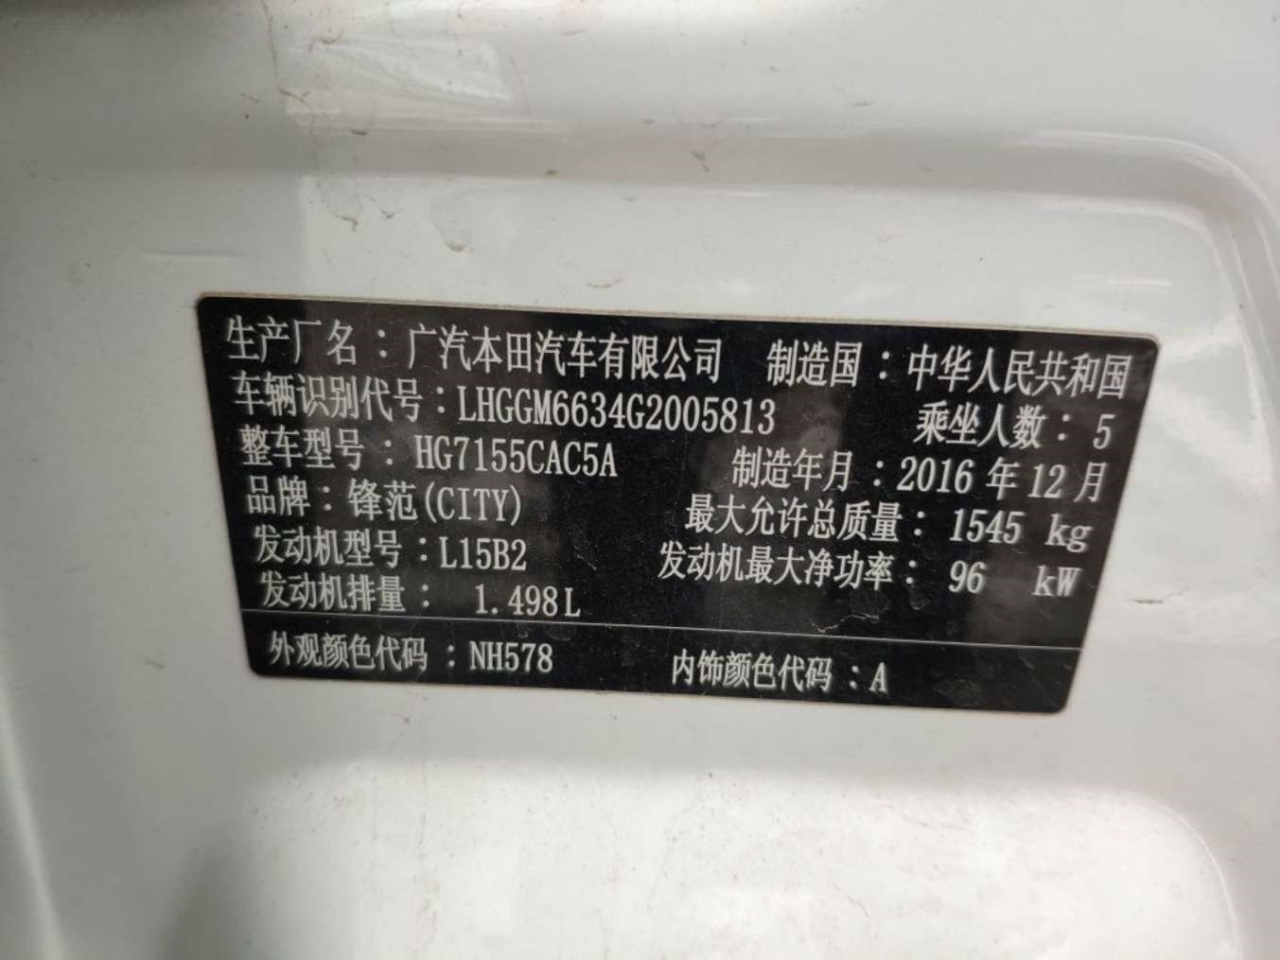 生产厂名：广汽本田汽车有限公司 制造国：中华人民共和国
车辆识别代号：LHGGM6634G2005813 乘坐人数：5
整车型号：HG7155CAC5A 制造年月：2016年12月
品牌：锋范(CITY) 最大允许总质量：1545 kg
发动机型号：L15B2 发动机最大净功率：96 kW
发动机排量：1.498L
外观颜色代码：NH578 内饰颜色代码：A